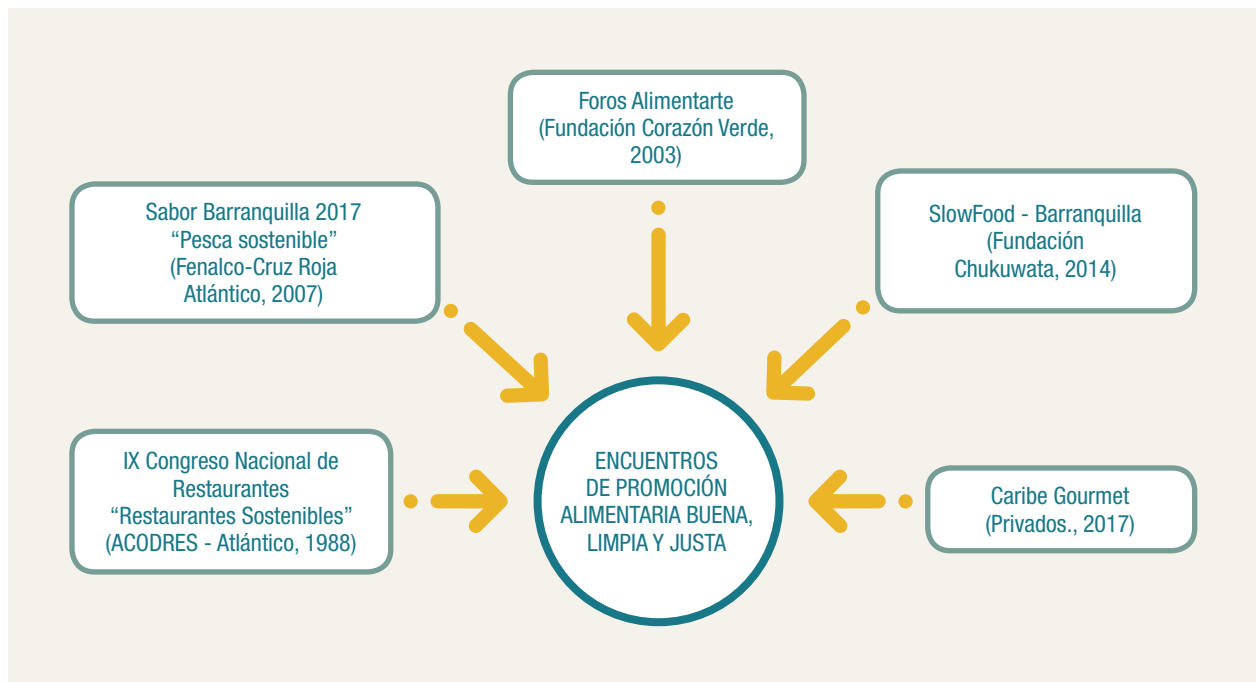 Foros Alimentarte
(Fundación Corazón Verde,
2003)
Sabor Barranquilla 2017
“Pesca sostenible”
(Fenalco-Cruz Roja
Atlántico, 2007)
SlowFood - Barranquilla
(Fundación
Chukuwata, 2014)
IX Congreso Nacional de
Restaurantes
“Restaurantes Sostenibles”
(ACODRES - Atlántico, 1988)
ENCUENTROS
DE PROMOCIÓN
ALIMENTARIA BUENA,
LIMPIA Y JUSTA
Caribe Gourmet
(Privados., 2017)